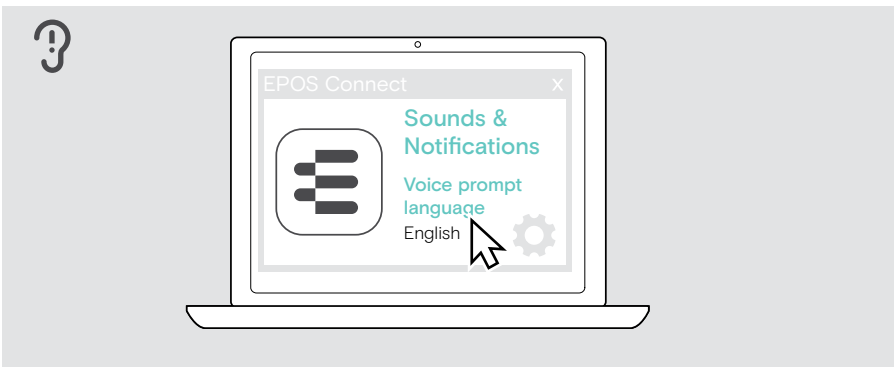 EPOS Connect X
Sounds &
Notifications
Voice prompt
language
English